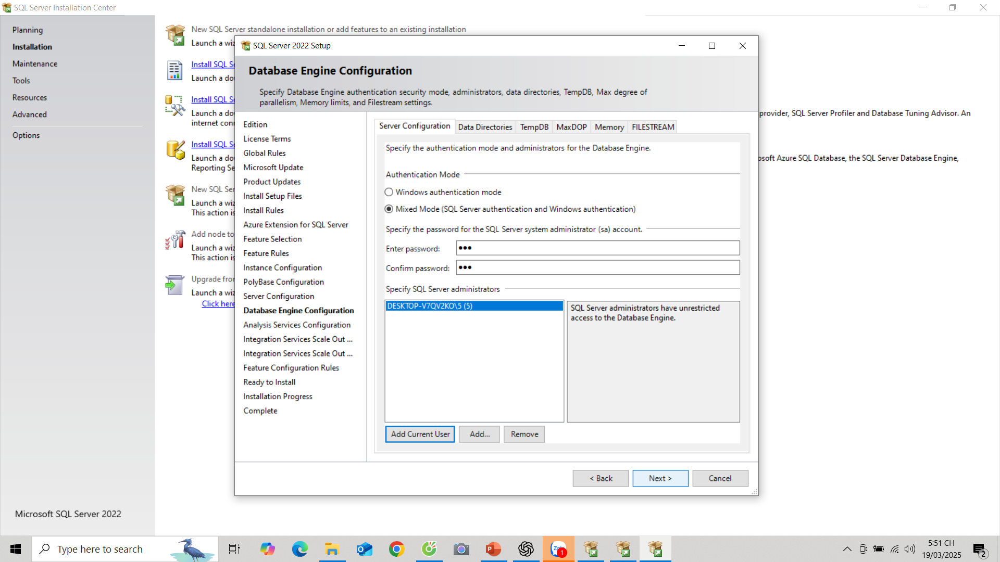 SQL Server Installation Center
Planning
Installation
Maintenance
Tools
Resources
Advanced
Options
Microsoft SQL Server 2022
New SQL Server standalone installation or add features to an existing installation
Launch a wiz
Install SQL Se
Launch a do
Install SQL Se
Launch a do
internet conn
provider, SQL Server Profiler and Database Tuning Advisor. An
Install SQL Se
Launch a do
Reporting Se
osoft Azure SQL Database, the SQL Server Database Engine,
New SQL Ser
Launch a wiz
This action is
Add node to
Launch a wiz
This action is
Upgrade fro
Launch a wiz
Click here
SQL Server 2022 Setup
Database Engine Configuration
Specify Database Engine authentication security mode, administrators, data directories, TempDB, Max degree of
parallelism, Memory limits, and Filestream settings.
Edition
License Terms
Global Rules
Microsoft Update
Product Updates
Install Setup Files
Install Rules
Azure Extension for SQL Server
Feature Selection
Feature Rules
Instance Configuration
PolyBase Configuration
Server Configuration
Database Engine Configuration
Analysis Services Configuration
Integration Services Scale Out ...
Integration Services Scale Out ...
Feature Configuration Rules
Ready to Install
Installation Progress
Complete
Server Configuration Data Directories TempDB MaxDOP Memory FILESTREAM
Specify the authentication mode and administrators for the Database Engine.
Authentication Mode
Windows authentication mode
Mixed Mode (SQL Server authentication and Windows authentication)
Specify the password for the SQL Server system administrator (sa) account.
Enter password: ●●●
Confirm password: ●●●
Specify SQL Server administrators
DESKTOP-V7QV2KO\5 (5)
SQL Server administrators have unrestricted
access to the Database Engine.
Add Current User Add... Remove
< Back Next > Cancel
Type here to search
1
5:51 CH
19/03/2025
2